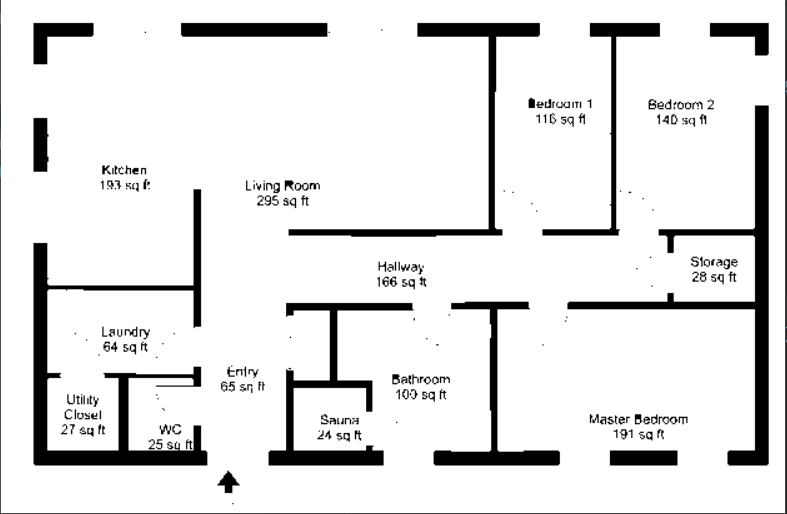 Bedroom 1
116 sq ft
Bedroom 2
140 sq ft
Kitchen
193 sq ft
Living Room
295 sq ft
Hallway
166 sq ft
Storage
28 sq ft
Laundry
64 sq ft
Entry
65 sq ft
Bathroom
100 sq ft
Utility
Closet
27 sq ft
WC
25 sq ft
Sauna
24 sq ft
Master Bedroom
191 sq ft